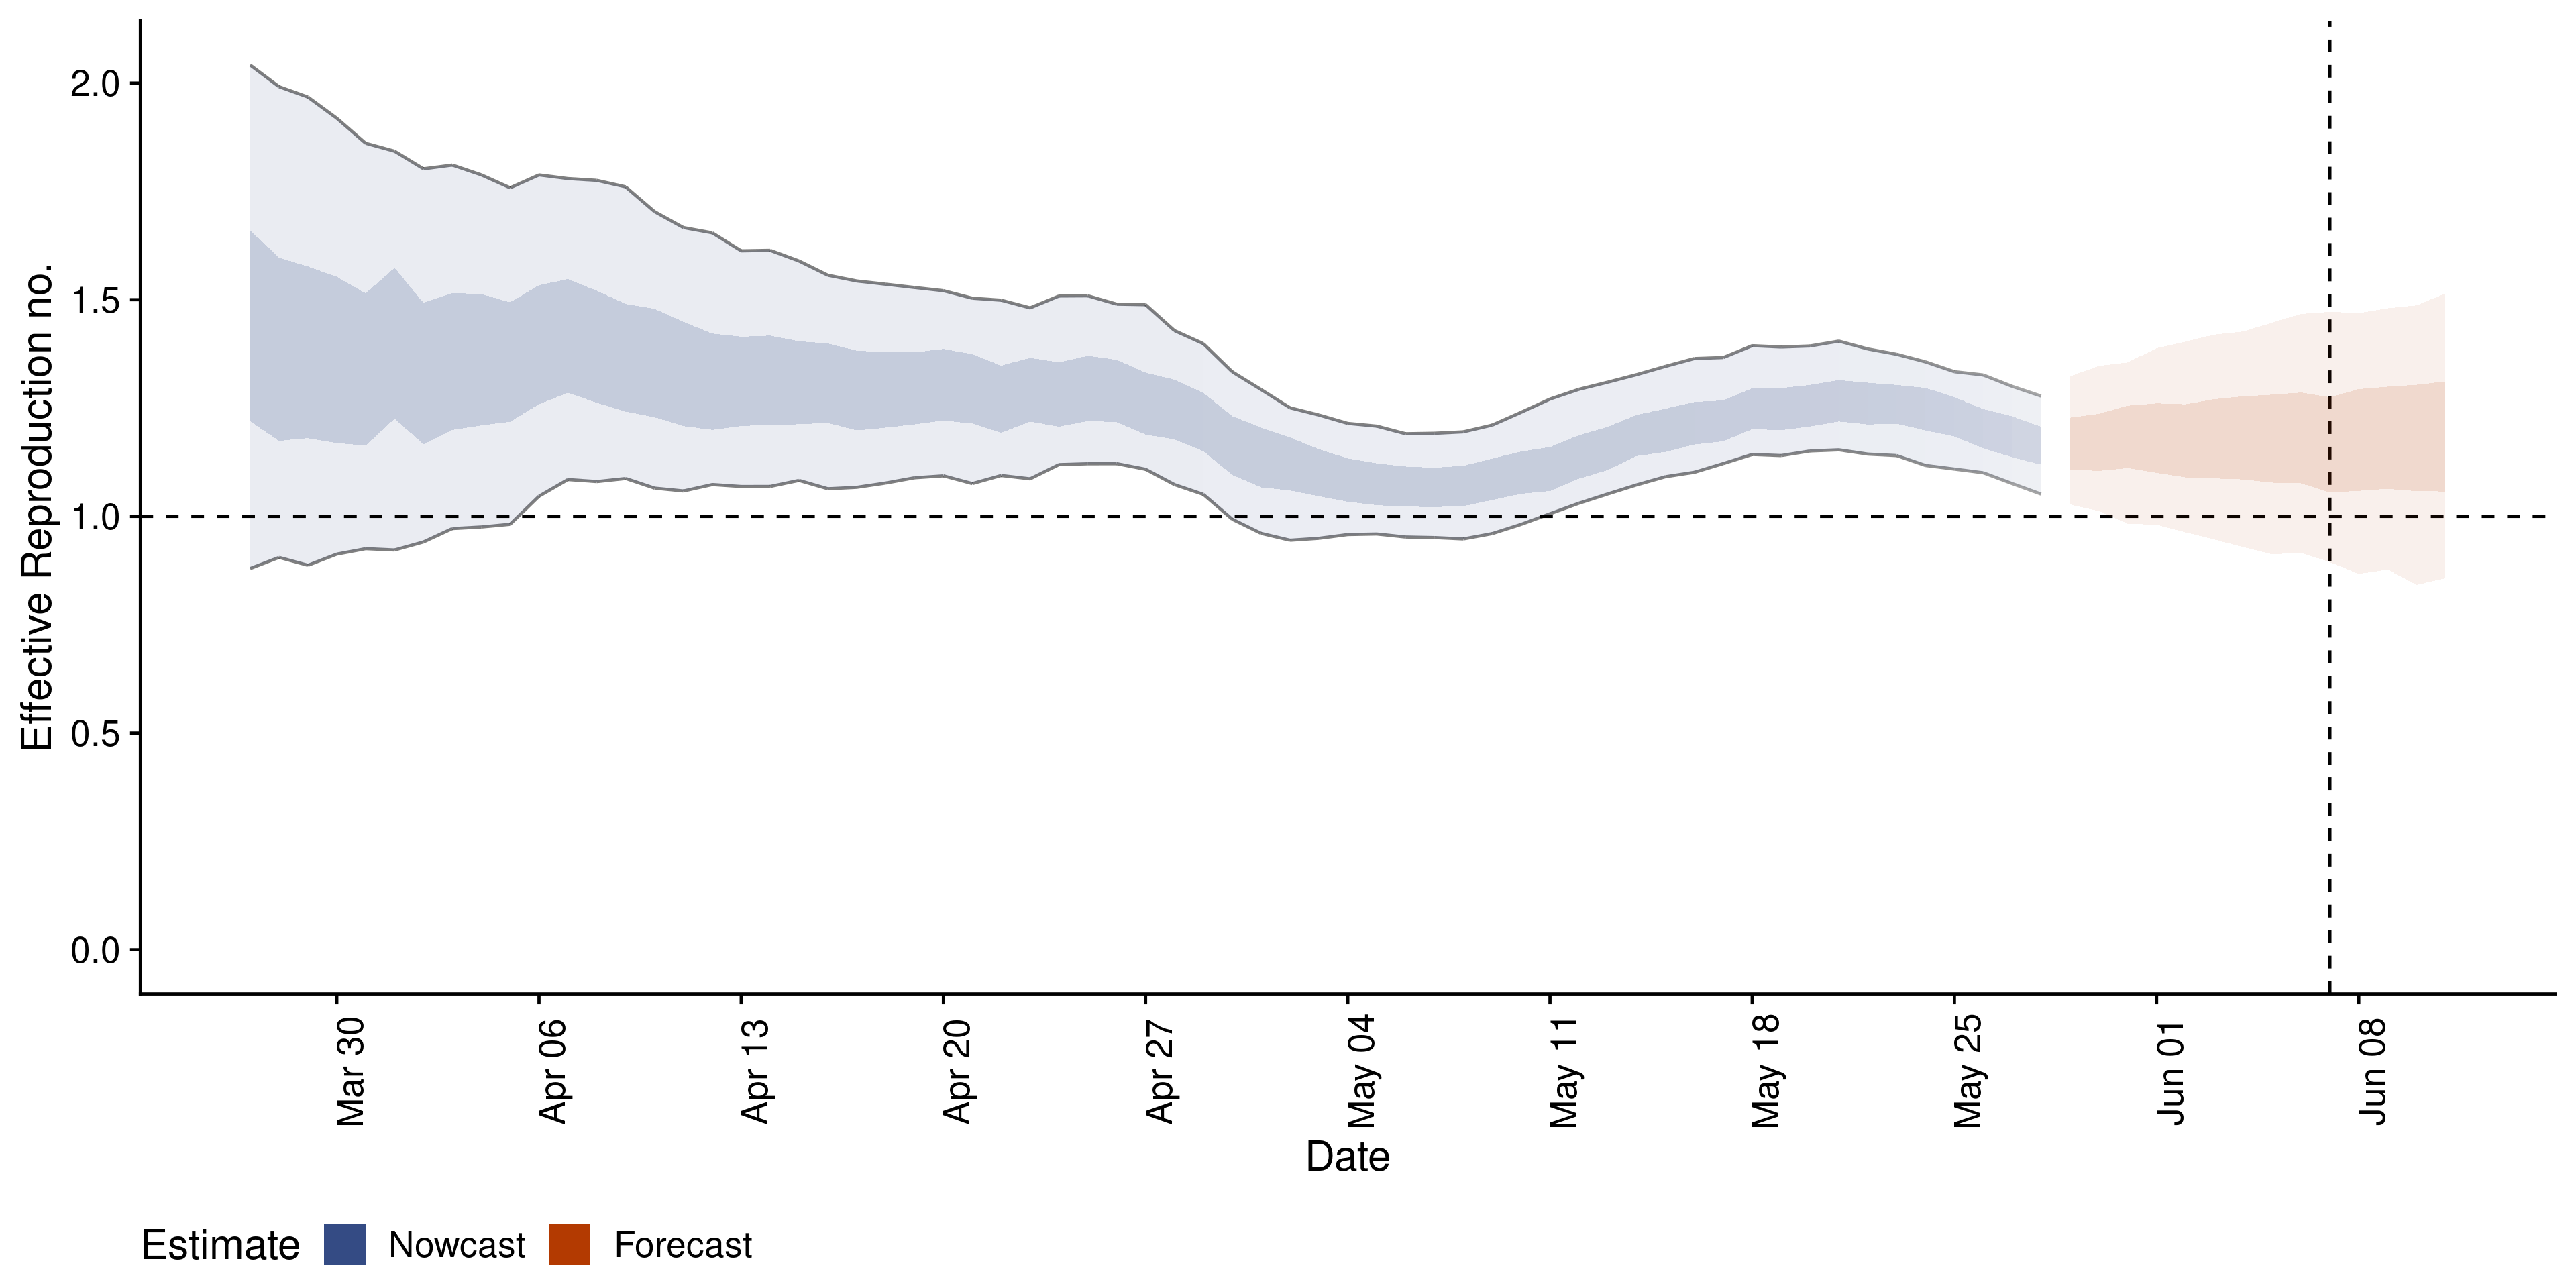 Effective Reproduction no.
2.0
1.5
1.0
0.5
0.0
Mar 30
Apr 06
Apr 13
Apr 20
Apr 27
May 04
May 11
May 18
May 25
Jun 01
Jun 08
Date
Estimate Nowcast Forecast